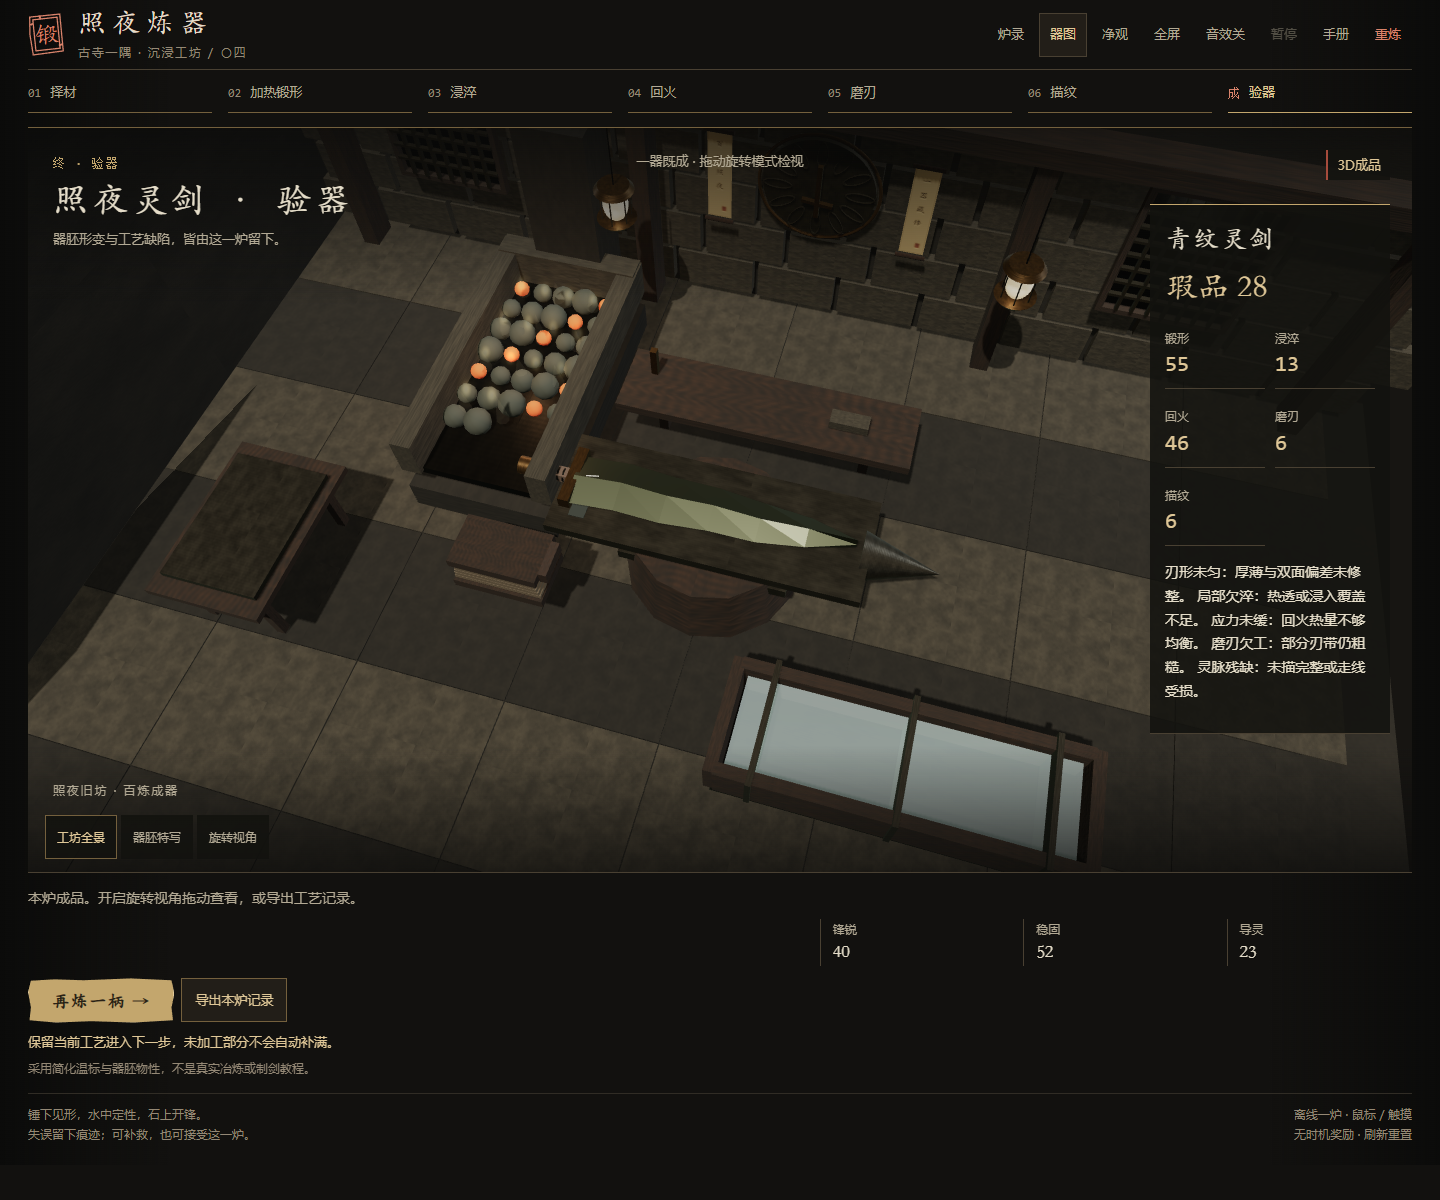 锻
照夜炼器
古寺一隅 · 沉浸工坊 / 〇四
炉录 器图 净观 全屏 音效关 暂停 手册 重炼
01 择材 02 加热锻形 03 浸淬 04 回火 05 磨刃 06 描纹 成 验器
终 · 验器
照夜灵剑 · 验器
器胚形变与工艺缺陷，皆由这一炉留下。
一器既成 · 拖动旋转模式检视
3D成品
青纹灵剑
瑕品 28
锻形 浸淬
55 13
回火 磨刃
46 6
描纹
6
刃形未匀：厚薄与双面偏差未修
整。 局部欠淬：热透或浸入覆盖
不足。 应力未缓：回火热量不够
均衡。 磨刃欠工：部分刃带仍粗
糙。 灵脉残缺：未描完整或走线
受损。
照夜旧坊 · 百炼成器
工坊全景 器胚特写 旋转视角
本炉成品。开启旋转视角拖动查看，或导出工艺记录。
锋锐 稳固 导灵
40 52 23
再炼一柄 → 导出本炉记录
保留当前工艺进入下一步，未加工部分不会自动补满。
采用简化温标与器胚物性，不是真实冶炼或制剑教程。
锤下见形，水中定性，石上开锋。
失误留下痕迹；可补救，也可接受这一炉。
离线一炉 · 鼠标 / 触摸
无时机奖励 · 刷新重置